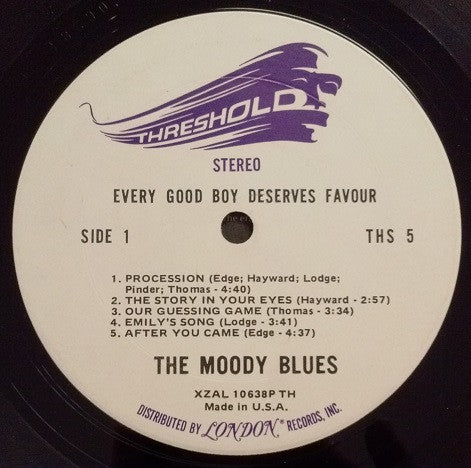 THRESHOLD
STEREO
EVERY GOOD BOY DESERVES FAVOUR
SIDE 1
THS 5
1. PROCESSION (Edge; Hayward; Lodge;
Pinder; Thomas - 4:40)
2. THE STORY IN YOUR EYES (Hayward - 2:57)
3. OUR GUESSING GAME (Thomas - 3:34)
4. EMILY'S SONG (Lodge - 3:41)
5. AFTER YOU CAME (Edge - 4:37)
THE MOODY BLUES
XZAL 10638P TH
Made in U.S.A.
DISTRIBUTED BY LONDON® RECORDS, INC.